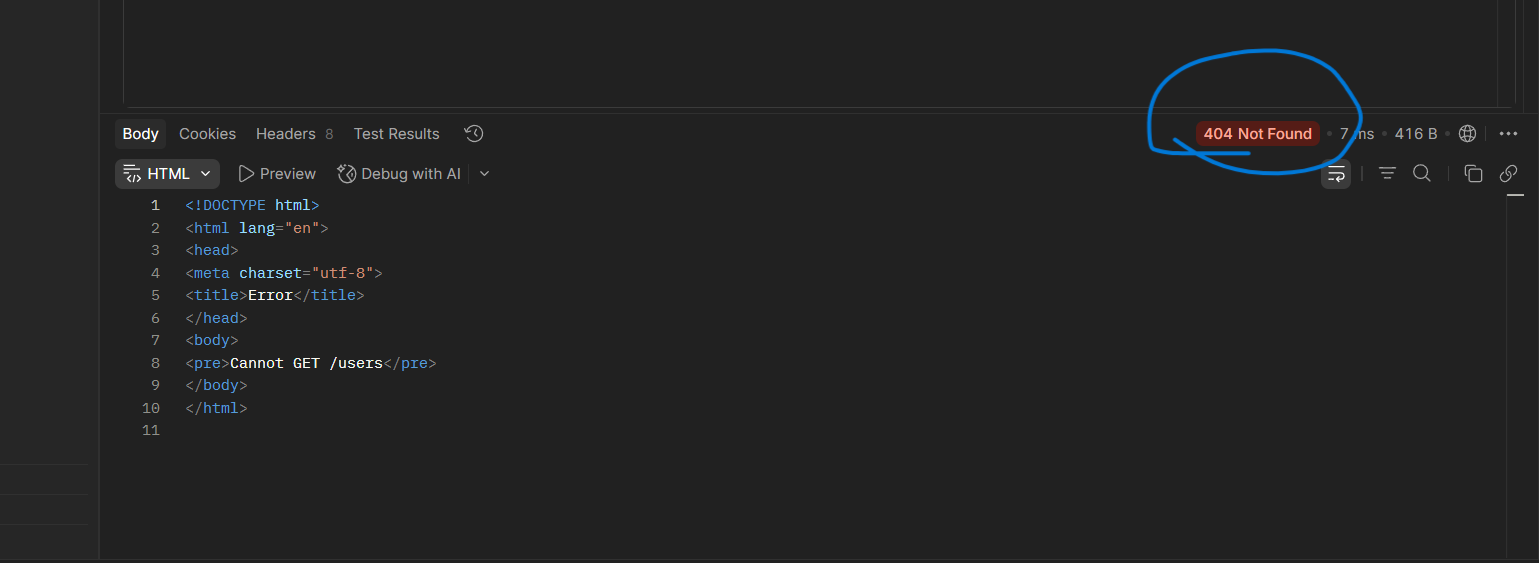 Body Cookies Headers 8 Test Results 404 Not Found • 7 ms • 416 B •
HTML Preview Debug with AI
1 <!DOCTYPE html>
2 <html lang="en">
3 <head>
4 <meta charset="utf-8">
5 <title>Error</title>
6 </head>
7 <body>
8 <pre>Cannot GET /users</pre>
9 </body>
10 </html>
11